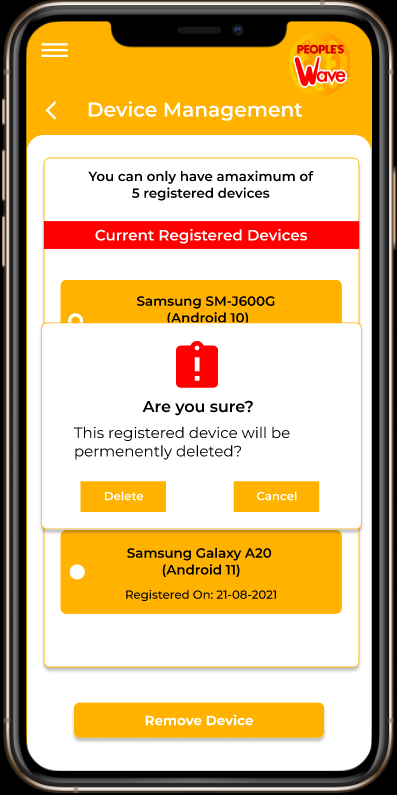 PEOPLE'S
Wave
Device Management
You can only have amaximum of
5 registered devices
Current Registered Devices
Samsung SM-J600G
(Android 10)
Are you sure?
This registered device will be
permenently deleted?
Delete
Cancel
Samsung Galaxy A20
(Android 11)
Registered On: 21-08-2021
Remove Device